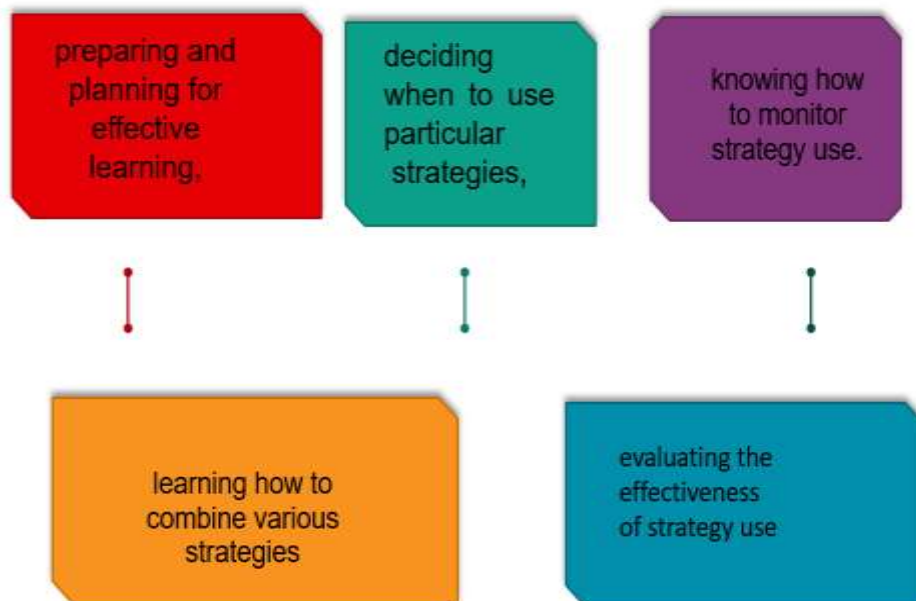 preparing and
planning for
effective
learning,
deciding
when to use
particular
strategies,
knowing how
to monitor
strategy use.
learning how to
combine various
strategies
evaluating the
effectiveness
of strategy use